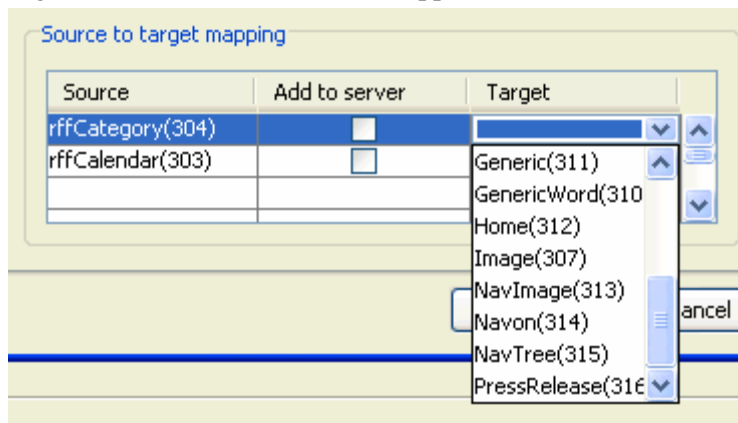 Source to target mapping
Source Add to server Target
rffCategory(304)
rffCalendar(303)
Generic(311)
GenericWord(310
Home(312)
Image(307)
NavImage(313)
Navon(314)
ancel
NavTree(315)
PressRelease(316